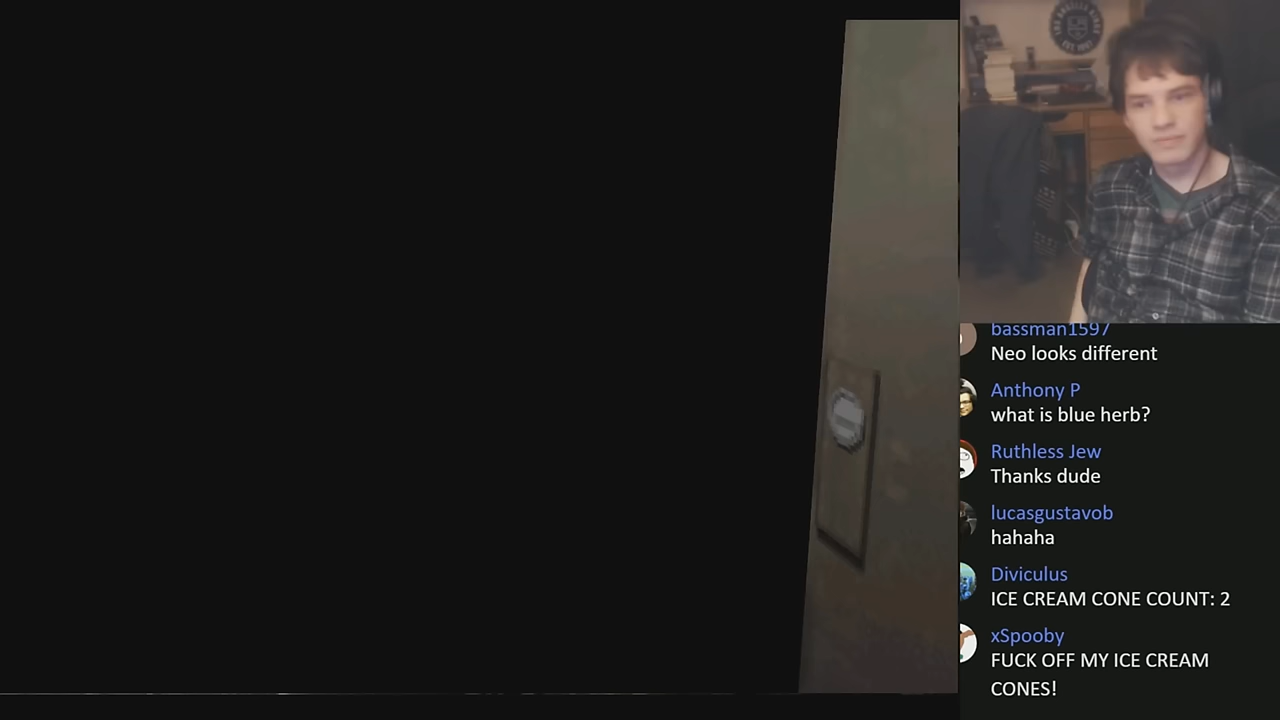 bassman1597
Neo looks different
Anthony P
what is blue herb?
Ruthless Jew
Thanks dude
lucasgustavob
hahaha
Diviculus
ICE CREAM CONE COUNT: 2
xSpooby
FUCK OFF MY ICE CREAM
CONES!